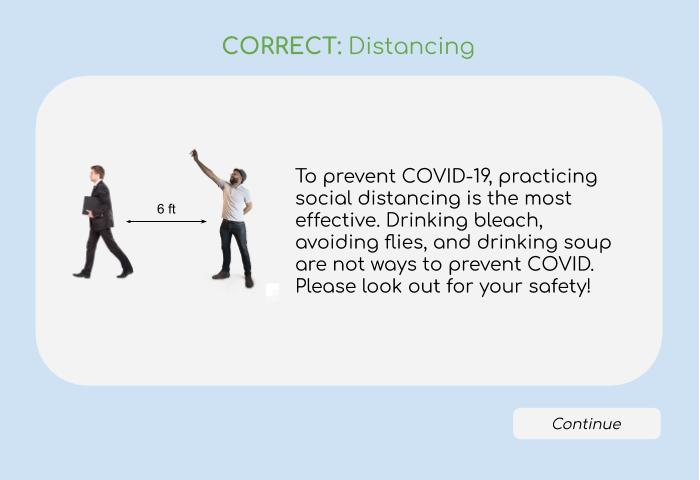 CORRECT: Distancing
6 ft
To prevent COVID-19, practicing
social distancing is the most
effective. Drinking bleach,
avoiding flies, and drinking soup
are not ways to prevent COVID.
Please look out for your safety!
Continue